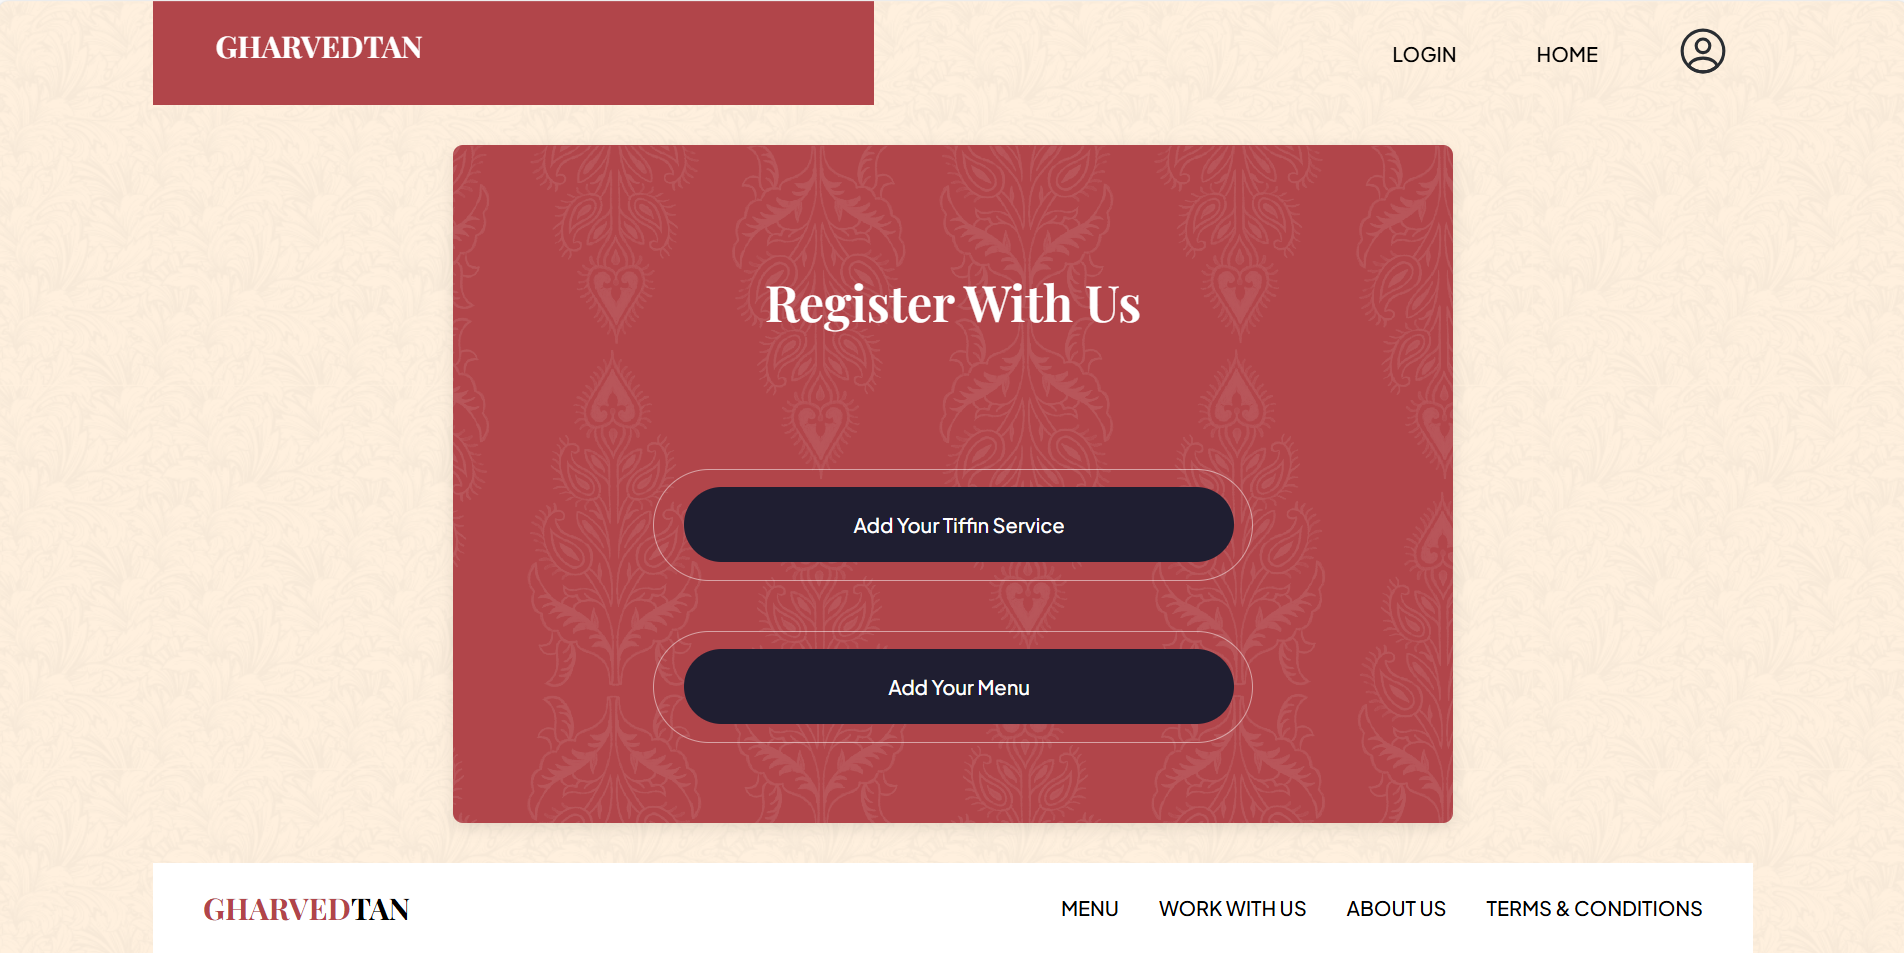 GHARVEDTAN
LOGIN HOME
Register With Us
Add Your Tiffin Service
Add Your Menu
GHARVEDTAN
MENU WORK WITH US ABOUT US TERMS & CONDITIONS